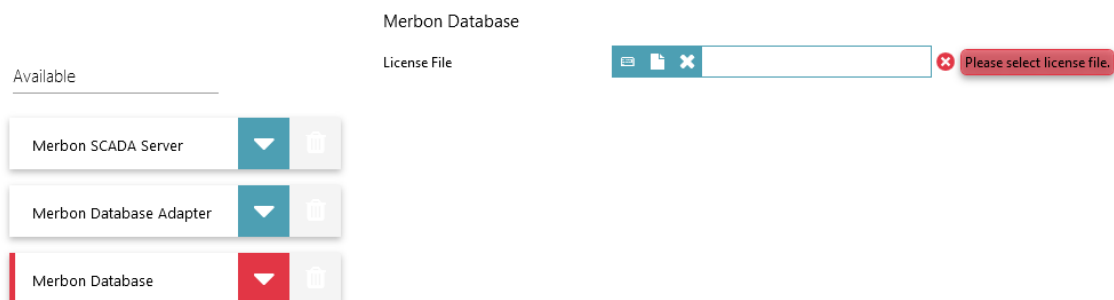 Merbon Database
License File
Please select license file.
Available
Merbon SCADA Server
Merbon Database Adapter
Merbon Database